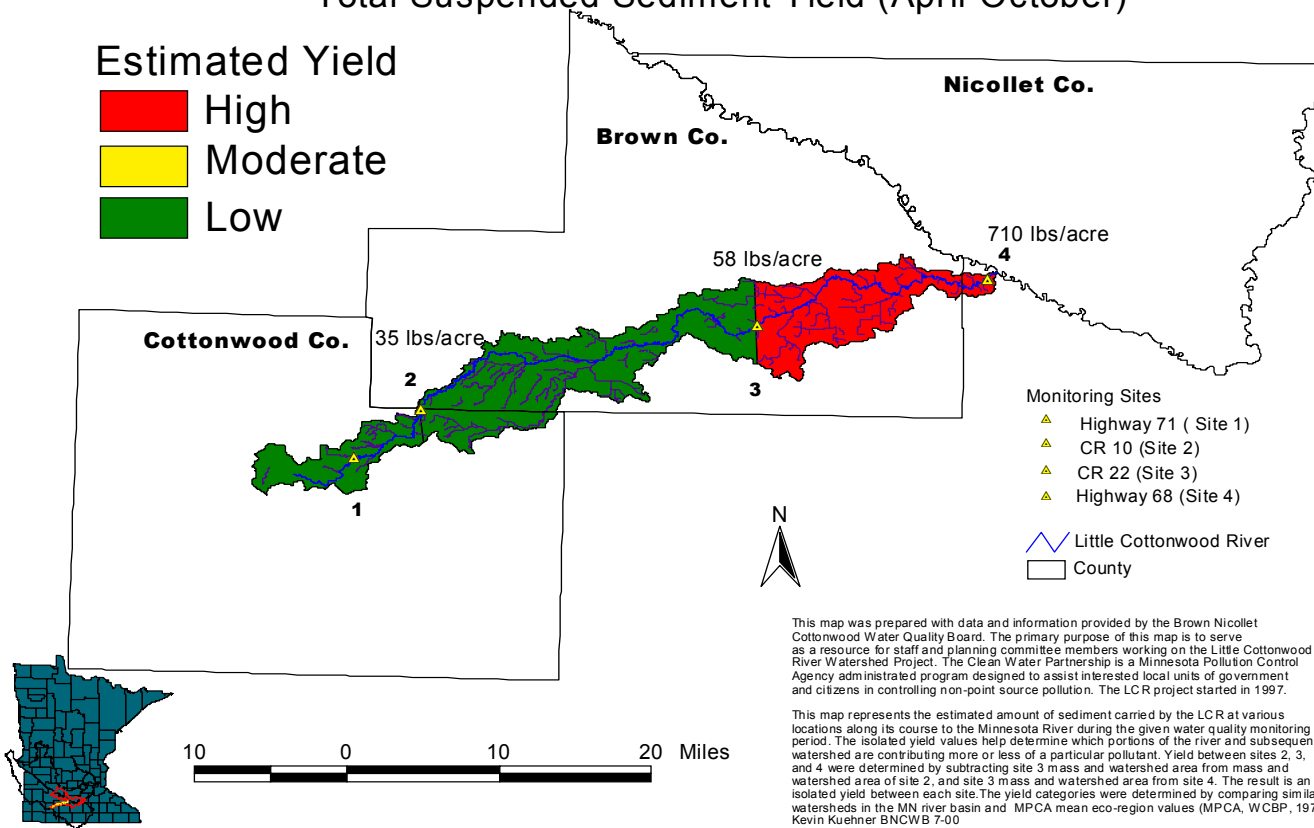 Total Suspended Sediment Yield (April-October)
Estimated Yield
High
Moderate
Low
Nicollet Co.
Brown Co.
710 lbs/acre
4
58 lbs/acre
Cottonwood Co.
35 lbs/acre
2
3
1
Monitoring Sites
Highway 71 ( Site 1)
CR 10 (Site 2)
CR 22 (Site 3)
Highway 68 (Site 4)
N
Little Cottonwood River
County
This map was prepared with data and information provided by the Brown Nicollet
Cottonwood Water Quality Board. The primary purpose of this map is to serve
as a resource for staff and planning committee members working on the Little Cottonwood
River Watershed Project. The Clean Water Partnership is a Minnesota Pollution Control
Agency administrated program designed to assist interested local units of government
and citizens in controlling non-point source pollution. The LCR project started in 1997.
This map represents the estimated amount of sediment carried by the LCR at various
locations along its course to the Minnesota River during the given water quality monitoring
period. The isolated yield values help determine which portions of the river and subsequen
watershed are contributing more or less of a particular pollutant. Yield between sites 2, 3,
and 4 were determined by subtracting site 3 mass and watershed area from mass and
watershed area of site 2, and site 3 mass and watershed area from site 4. The result is an
isolated yield between each site.The yield categories were determined by comparing simila
watersheds in the MN river basin and MPCA mean eco-region values (MPCA, WCBP, 197
Kevin Kuehner BNCWB 7-00
10 0 10 20 Miles